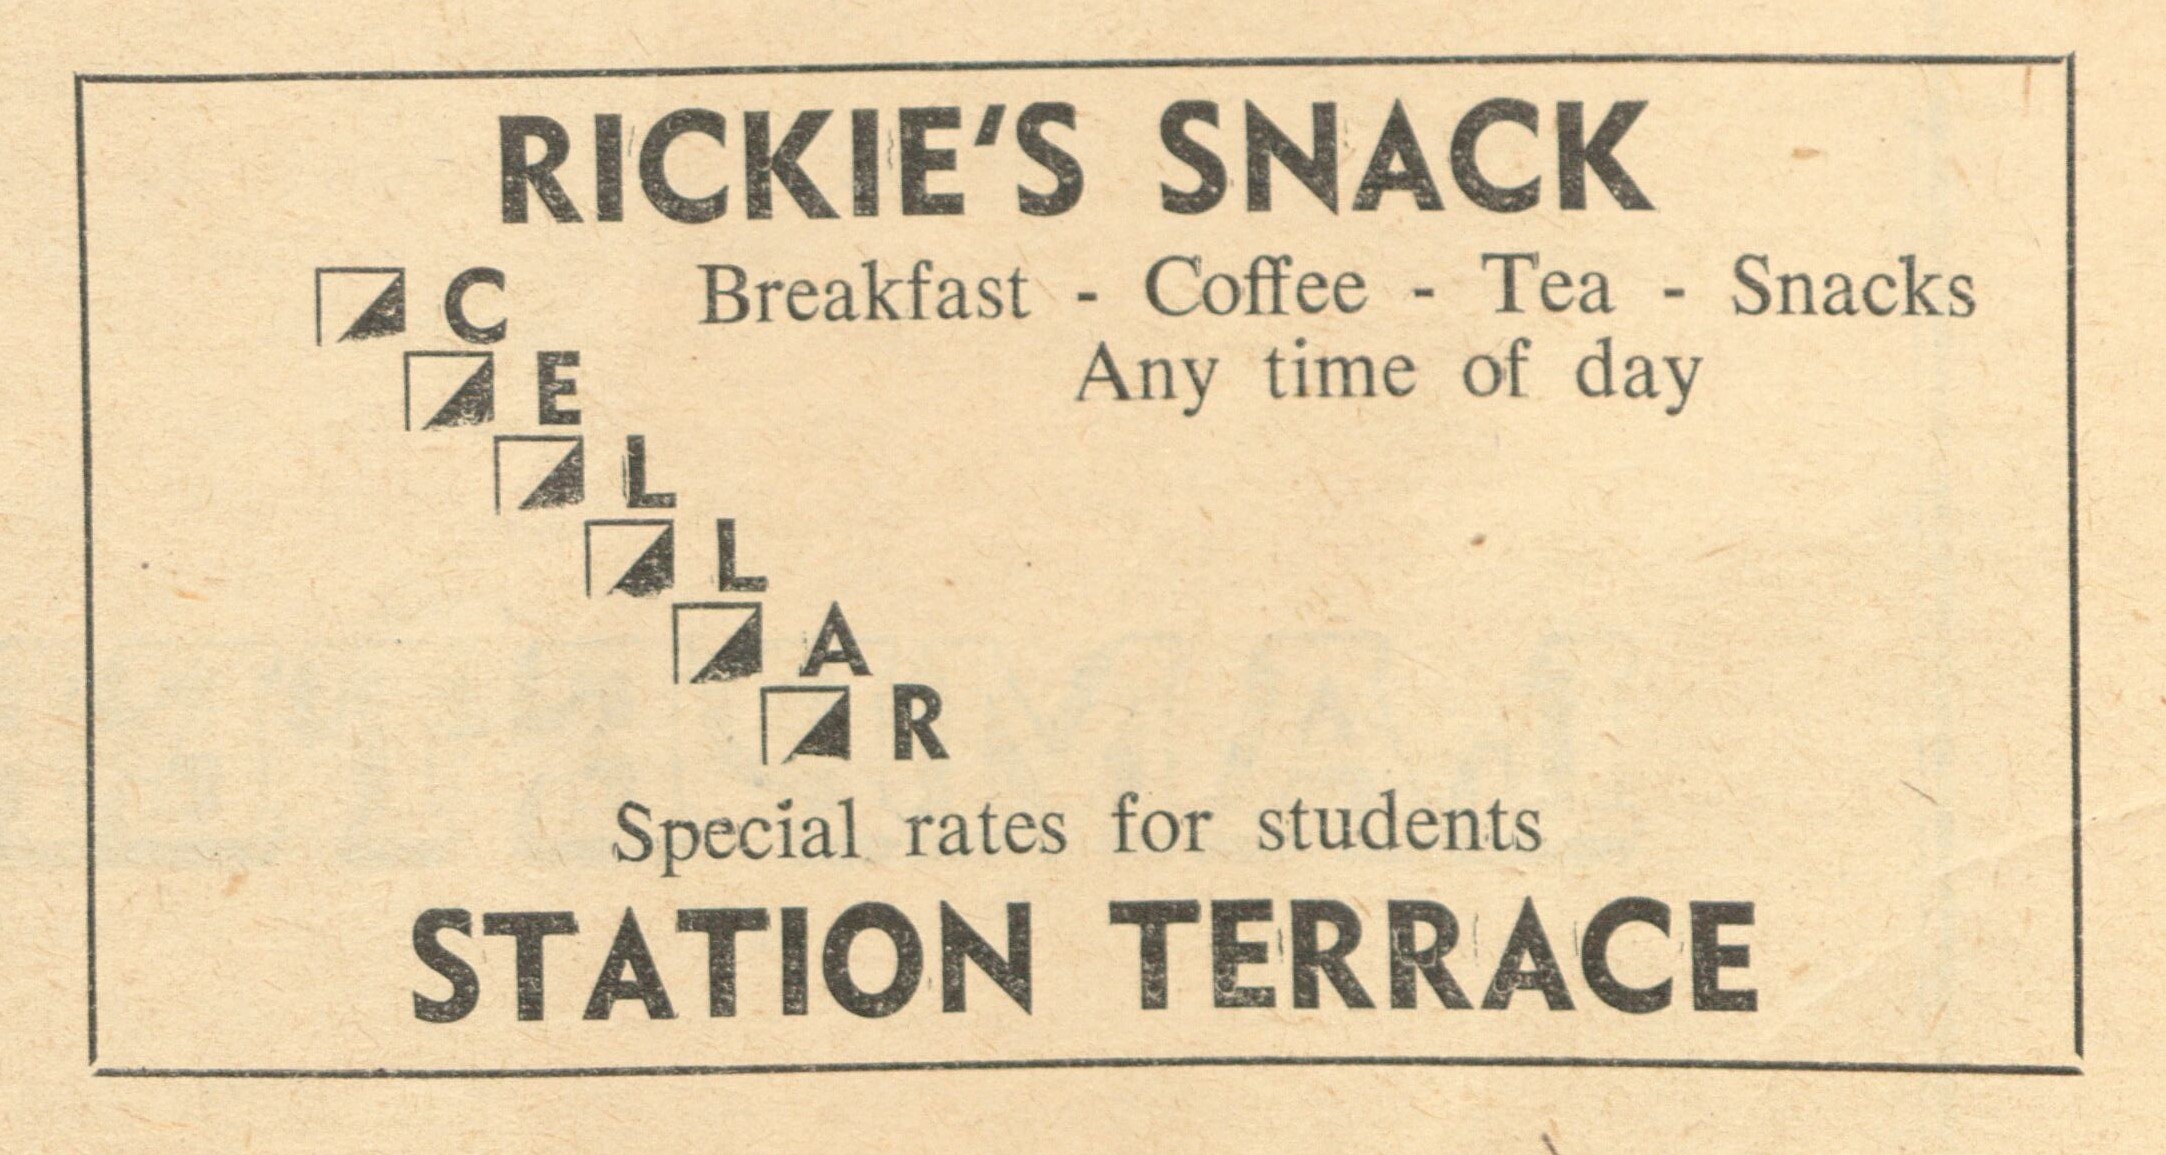 RICKIE'S SNACK
C
E
L
L
A
R
Breakfast - Coffee - Tea - Snacks
Any time of day
Special rates for students
STATION TERRACE